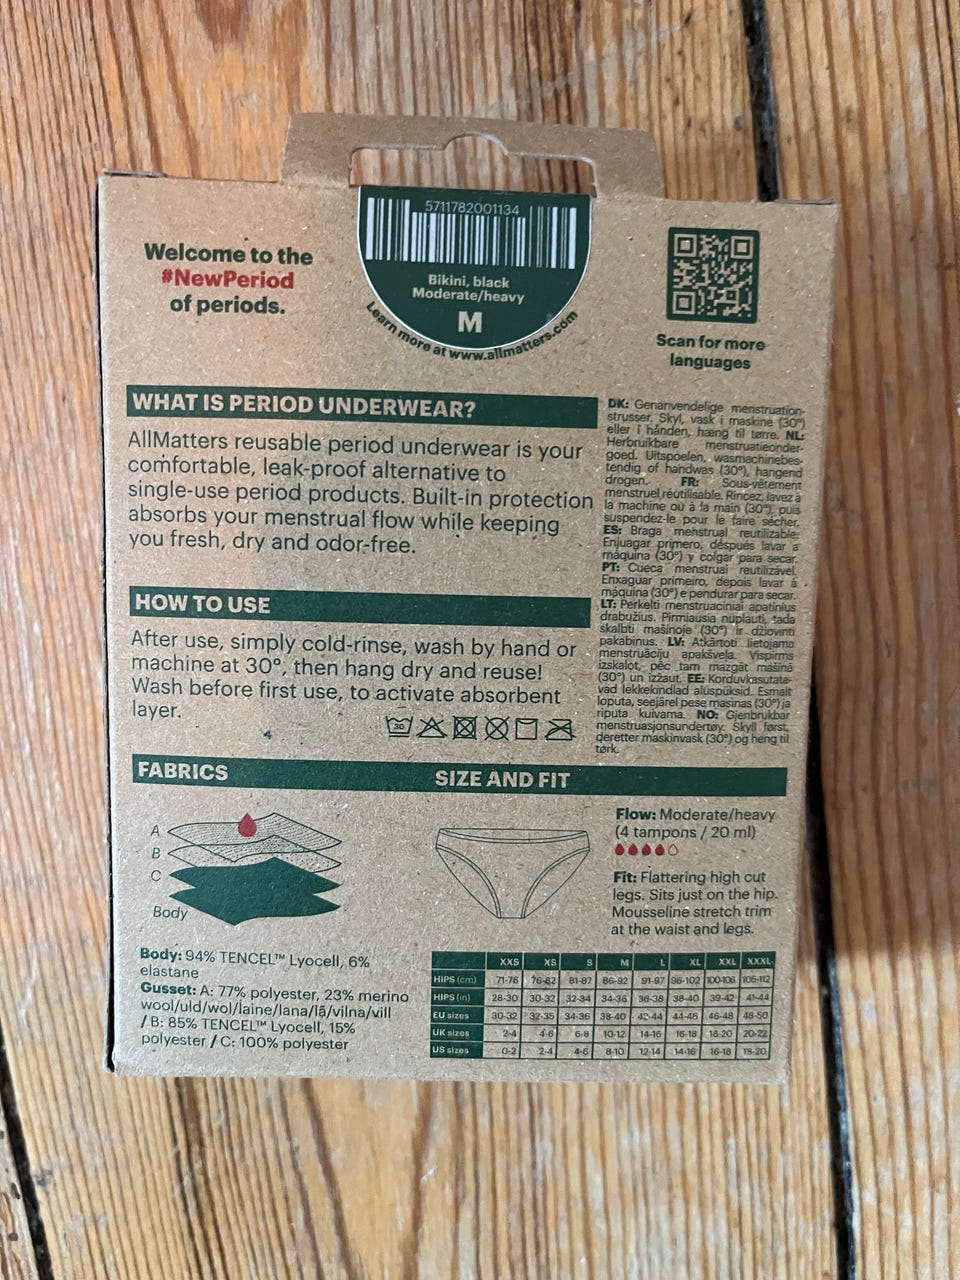 5711782001134
Bikini, black
Moderate/heavy
M
Learn more at www.allmatters.com
Welcome to the
#NewPeriod
of periods.
Scan for more
languages
WHAT IS PERIOD UNDERWEAR?
AllMatters reusable period underwear is your
comfortable, leak-proof alternative to
single-use period products. Built-in protection
absorbs your menstrual flow while keeping
you fresh, dry and odor-free.
HOW TO USE
After use, simply cold-rinse, wash by hand or
machine at 30°, then hang dry and reuse!
Wash before first use, to activate absorbent
layer.
30
DK: Genanvendelige menstruation-
strusser. Skyl, vask i maskine (30°)
eller i hånden, hæng til tørre. NL:
Herbruikbare menstruatieonder-
goed. Uitspoelen, wasmachinebes-
tendig of handwas (30°), hangend
drogen. FR: Sous-vêtement
menstruel réutilisable. Rincez, lavez à
la machine ou à la main (30°), puis
suspendez-le pour le faire sécher.
ES: Braga menstrual reutilizable.
Enjuagar primero, déspués lavar a
máquina (30°) y colgar para secar.
PT: Cueca menstrual reutilizável.
Enxaguar primeiro, depois lavar à
máquina (30°) e pendurar para secar.
LT: Perkelti menstruaciniai apatinius
drabužius. Pirmiausia nuplauti, tada
skalbti mašinoje (30°) ir džiovinti
pakabinus. LV: Atkārtoti lietojama
menstruāciju apakšveļa. Vispirms
izskalot, pēc tam mazgāt mašīnā
(30°) un izžaut. EE: Korduvkasutata-
vad lekkekindlad aluspüksid. Esmalt
loputa, seejärel pese masinas (30°) ja
riputa kuivama. NO: Gjenbrukbar
menstruasjonsundertøy. Skyll først,
deretter maskinvask (30°) og heng til
tørk.
FABRICS
A
B
C
Body
Body: 94% TENCEL™ Lyocell, 6%
elastane
Gusset: A: 77% polyester, 23% merino
wool/uld/wol/laine/lana/lã/vilna/vill
/ B: 85% TENCEL™ Lyocell, 15%
polyester / C: 100% polyester
SIZE AND FIT
Flow: Moderate/heavy
(4 tampons / 20 ml)
Fit: Flattering high cut
legs. Sits just on the hip.
Mousseline stretch trim
at the waist and legs.
XXS XS S M L XL XXL XXXL
HIPS (cm) 71-76 76-82 81-87 86-92 91-97 96-102 100-106 105-112
HIPS (in) 28-30 30-32 32-34 34-36 36-38 38-40 39-42 41-44
EU sizes 30-32 32-35 34-36 38-40 42-44 44-46 46-48 48-50
UK sizes 2-4 4-6 6-8 10-12 14-16 16-18 18-20 20-22
US sizes 0-2 2-4 4-6 8-10 12-14 14-16 16-18 18-20